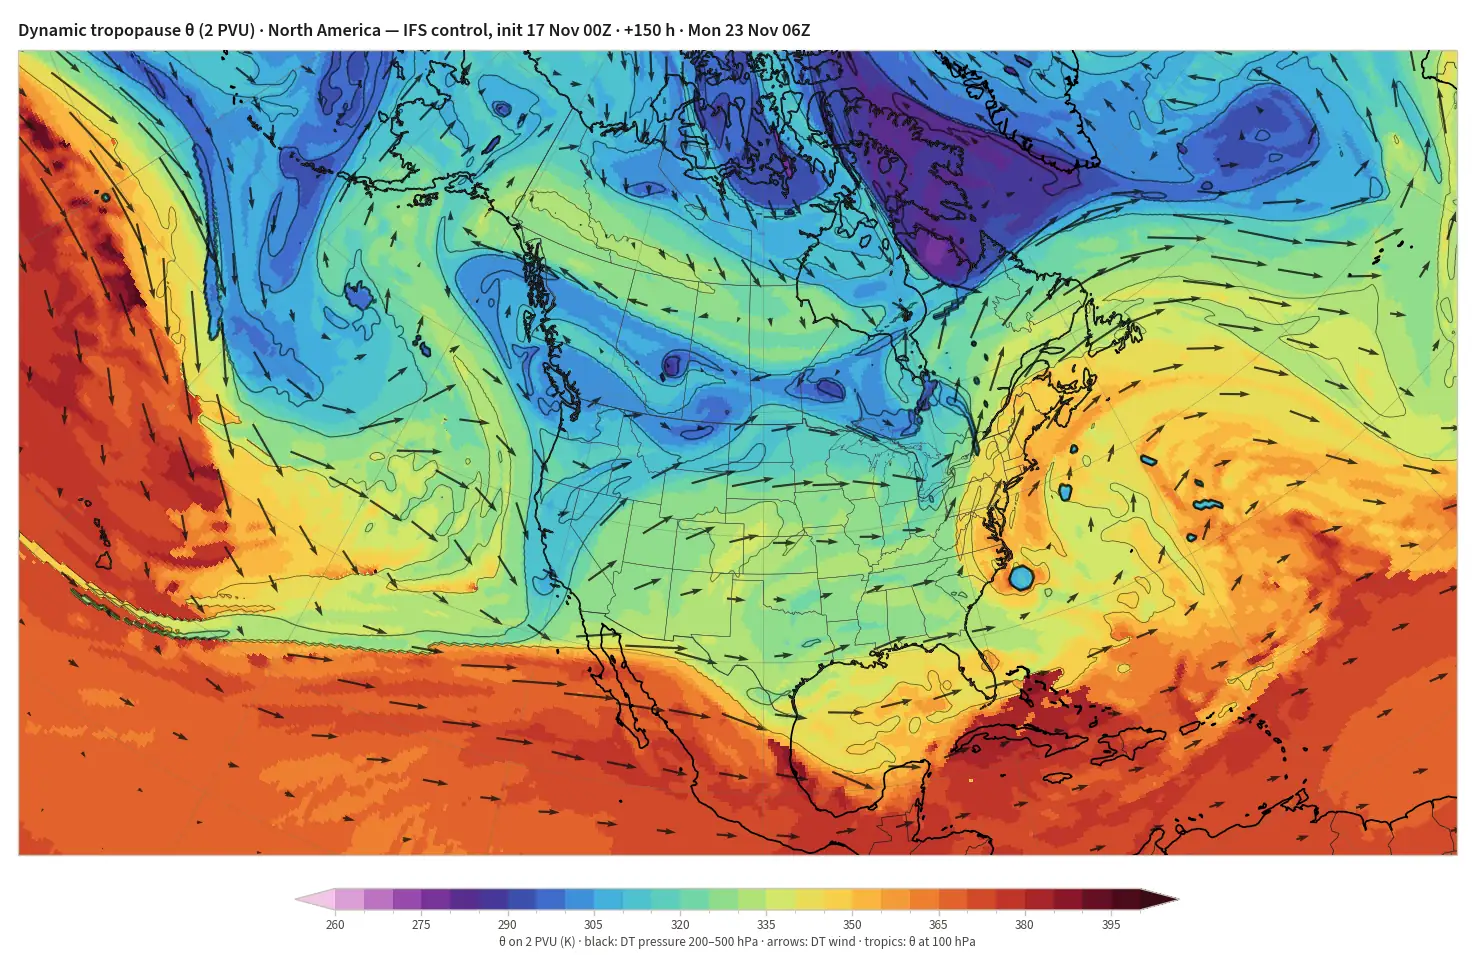 Dynamic tropopause θ (2 PVU) · North America — IFS control, init 17 Nov 00Z · +150 h · Mon 23 Nov 06Z
260 275 290 305 320 335 350 365 380 395
θ on 2 PVU (K) · black: DT pressure 200–500 hPa · arrows: DT wind · tropics: θ at 100 hPa